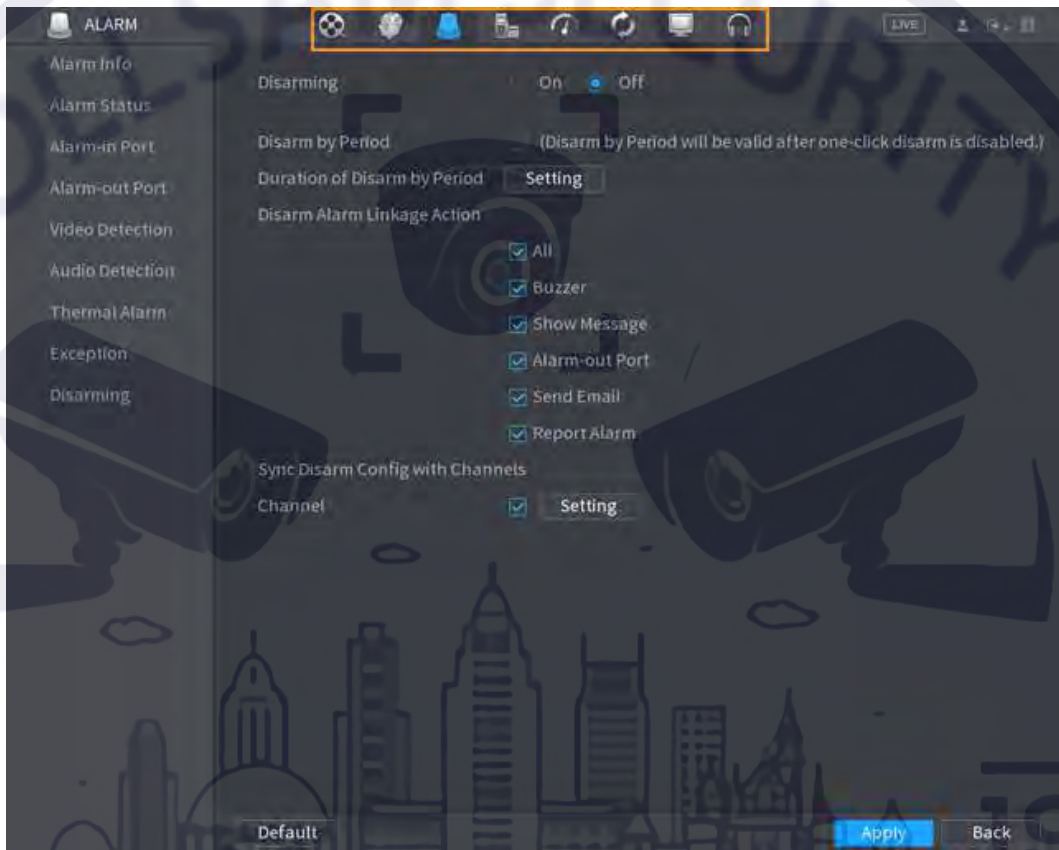 ALARM
LIVE
Alarm Info
Alarm Status
Alarm-in Port
Alarm-out Port
Video Detection
Audio Detection
Thermal Alarm
Exception
Disarming
Disarming On Off
Disarm by Period (Disarm by Period will be valid after one-click disarm is disabled.)
Duration of Disarm by Period Setting
Disarm Alarm Linkage Action
All
Buzzer
Show Message
Alarm-out Port
Send Email
Report Alarm
Sync Disarm Config with Channels
Channel Setting
Default Apply Back